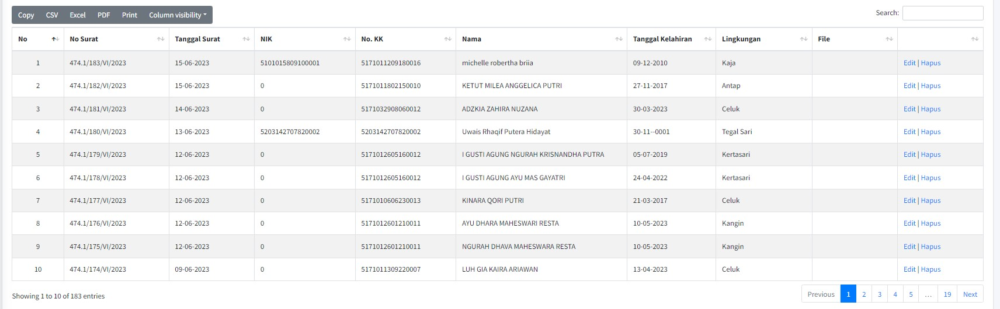 Copy CSV Excel PDF Print Column visibility Search:
No No Surat Tanggal Surat NIK No. KK Nama Tanggal Kelahiran Lingkungan File
1 474.1/183/VI/2023 15-06-2023 5101015809100001 5171011209180016 michelle robertha briia 09-12-2010 Kaja Edit | Hapus
2 474.1/182/VI/2023 15-06-2023 0 5171011802150010 KETUT MILEA ANGGELICA PUTRI 27-11-2017 Antap Edit | Hapus
3 474.1/181/VI/2023 14-06-2023 0 5171032908060012 ADZKIA ZAHIRA NUZANA 30-03-2023 Celuk Edit | Hapus
4 474.1/180/VI/2023 13-06-2023 5203142707820002 5203142707820002 Uwais Rhaqif Putera Hidayat 30-11--0001 Tegal Sari Edit | Hapus
5 474.1/179/VI/2023 12-06-2023 0 5171012605160012 I GUSTI AGUNG NGURAH KRISNANDHA PUTRA 05-07-2019 Kertasari Edit | Hapus
6 474.1/178/VI/2023 12-06-2023 0 5171012605160012 I GUSTI AGUNG AYU MAS GAYATRI 24-04-2022 Kertasari Edit | Hapus
7 474.1/177/VI/2023 12-06-2023 0 5171010606230013 KINARA QORI PUTRI 21-03-2017 Celuk Edit | Hapus
8 474.1/176/VI/2023 12-06-2023 0 5171012601210011 AYU DHARA MAHESWARI RESTA 10-05-2023 Kangin Edit | Hapus
9 474.1/175/VI/2023 12-06-2023 0 5171012601210011 NGURAH DHAVA MAHESWARA RESTA 10-05-2023 Kangin Edit | Hapus
10 474.1/174/VI/2023 09-06-2023 0 5171011309220007 LUH GIA KAIRA ARIAWAN 13-04-2023 Celuk Edit | Hapus
Showing 1 to 10 of 183 entries Previous 1 2 3 4 5 … 19 Next